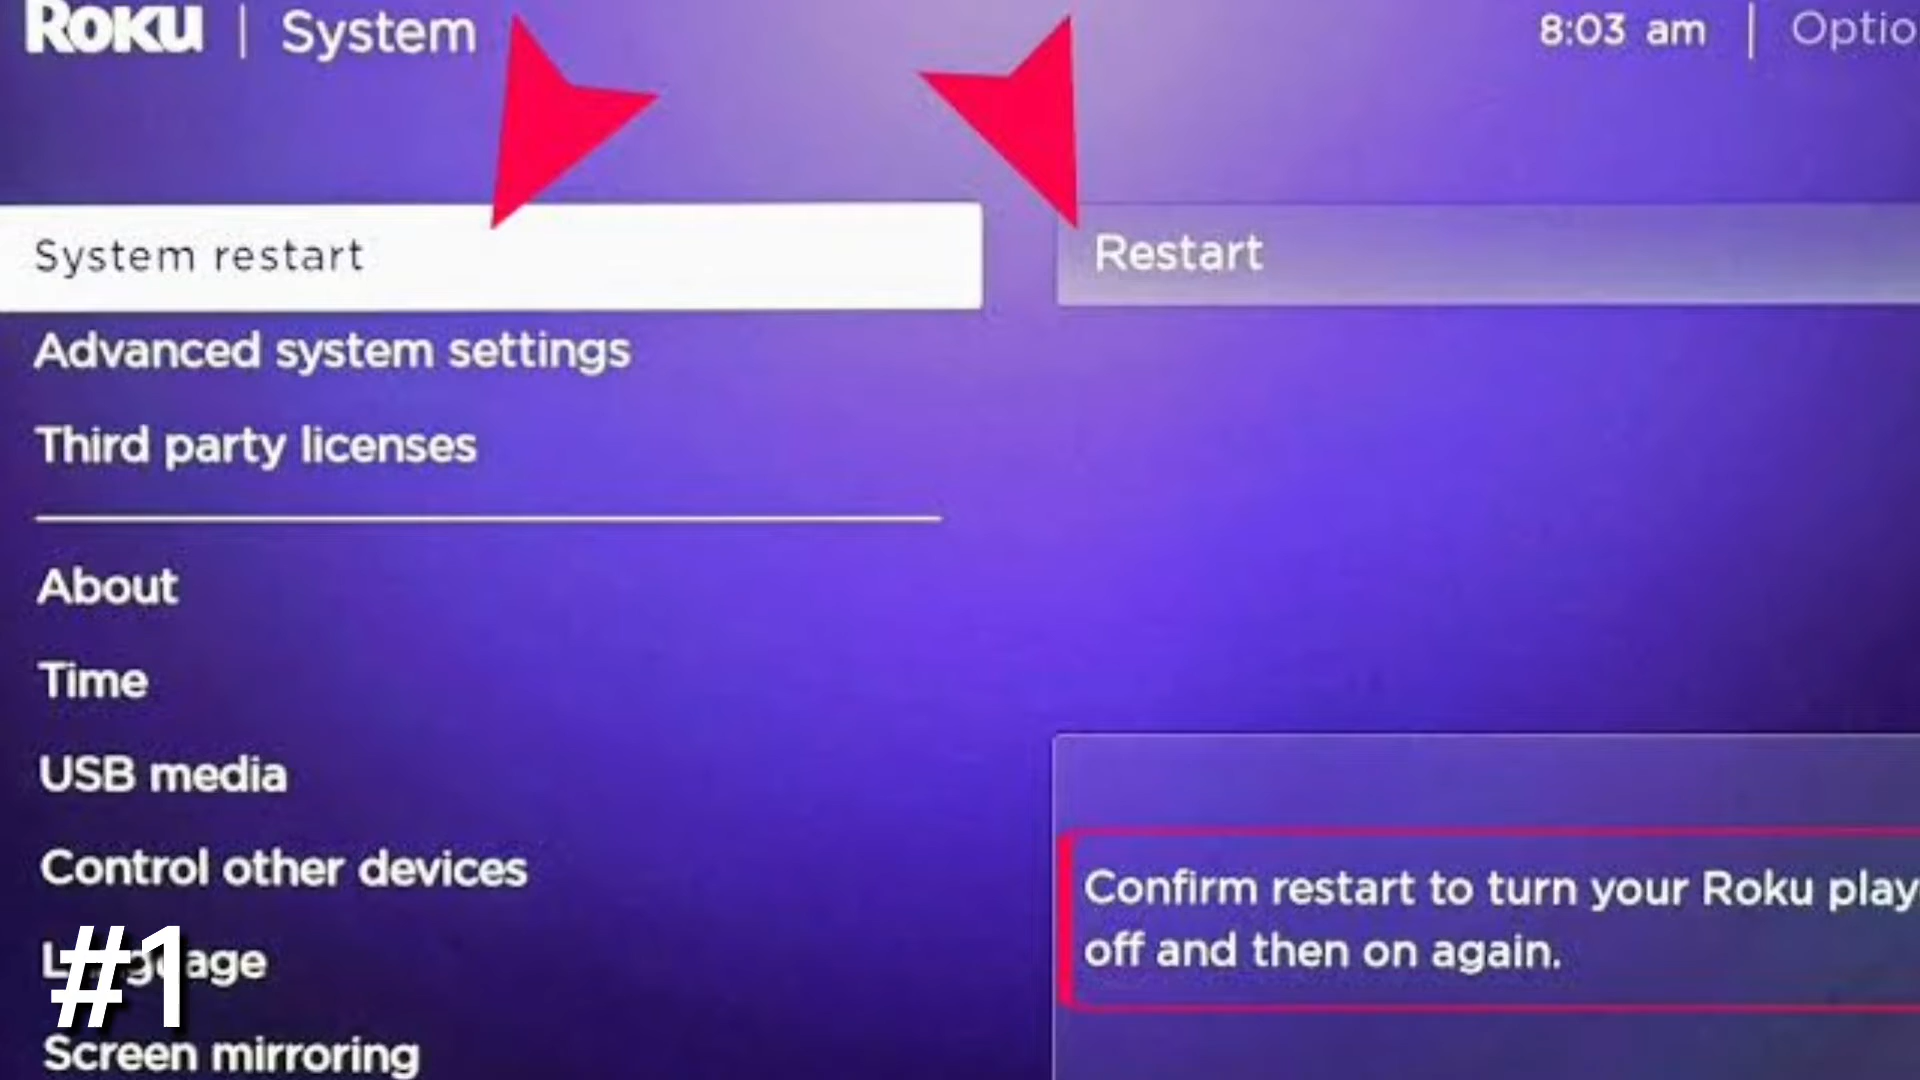 Roku | System
8:03 am | Optio
System restart
Restart
Advanced system settings
Third party licenses
About
Time
USB media
Control other devices
Confirm restart to turn your Roku play
off and then on again.
#1
Screen mirroring